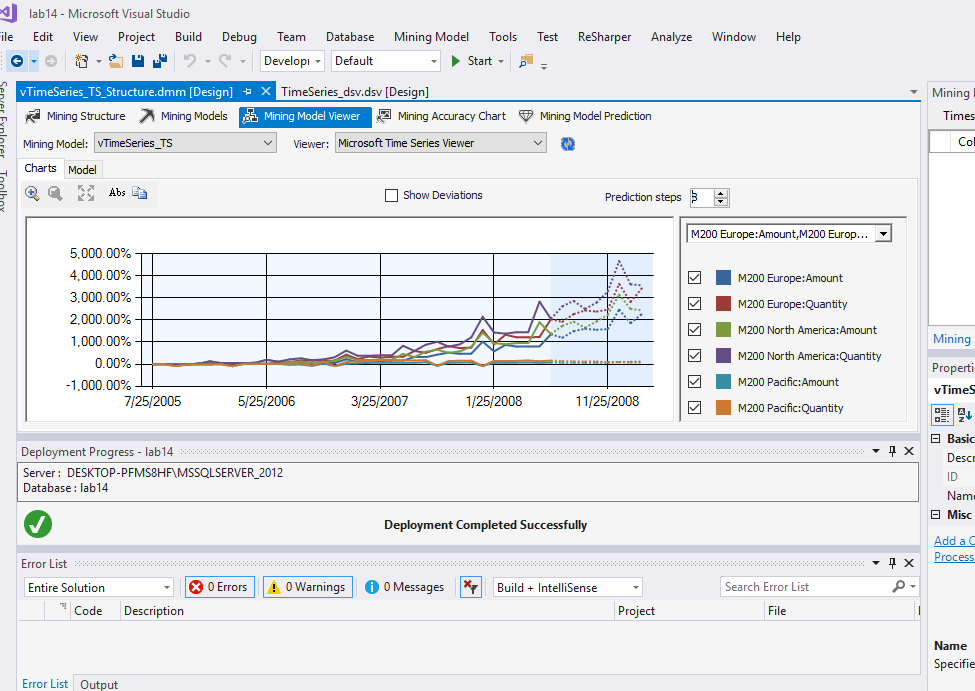 lab14 - Microsoft Visual Studio
File Edit View Project Build Debug Team Database Mining Model Tools Test ReSharper Analyze Window Help
Develop Default Start
vTimeSeries_TS_Structure.dmm [Design] TimeSeries_dsv.dsv [Design]
Mining Structure Mining Models Mining Model Viewer Mining Accuracy Chart Mining Model Prediction
Mining Model: vTimeSeries_TS Viewer: Microsoft Time Series Viewer
Charts Model
Abs Show Deviations Prediction steps 8
M200 Europe:Amount,M200 Europ...
5,000.00%
4,000.00%
3,000.00%
2,000.00%
1,000.00%
0.00%
-1,000.00%
7/25/2005 5/25/2006 3/25/2007 1/25/2008 11/25/2008
M200 Europe:Amount
M200 Europe:Quantity
M200 North America:Amount
M200 North America:Quantity
M200 Pacific:Amount
M200 Pacific:Quantity
Deployment Progress - lab14
Server : DESKTOP-PFMS8HF\MSSQLSERVER_2012
Database : lab14
Deployment Completed Successfully
Error List
Entire Solution 0 Errors 0 Warnings 0 Messages Build + IntelliSense Search Error List
Code Description Project File
Error List Output
Server Explorer
Toolbox
Mining
Times
Col
Mining
Properti
vTimeS
Basic
Descr
ID
Name
Misc
Add a C
Process
Name
Specifie